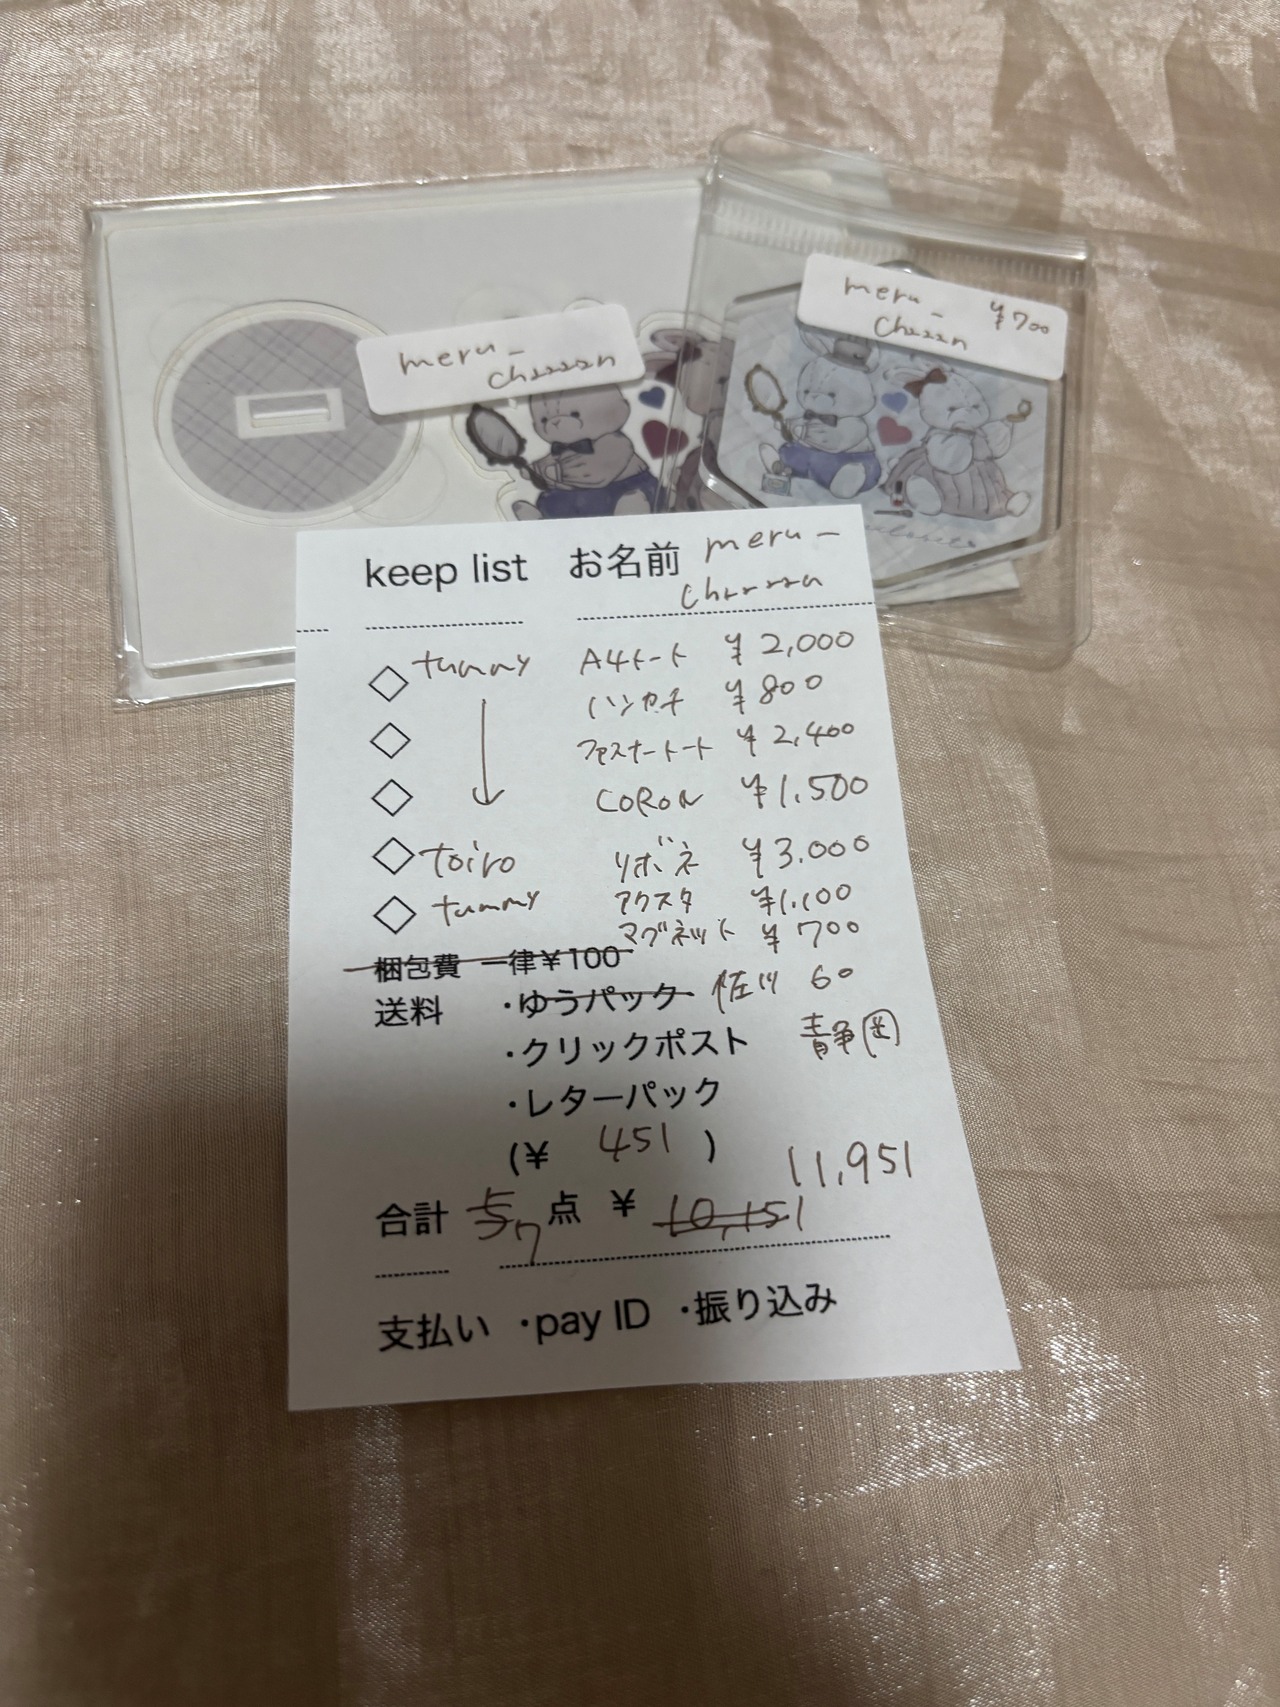 meru_
chrrrrn
meru_
chrrrrn
¥700
closet
keep list お名前 meru_
chrrrrn
tummy A4トート ¥2,000
ハンカチ ¥800
ファスナートート ¥2,400
CORON ¥1,500
toiro リボネ ¥3.000
tummy アクスタ ¥1.100
マグネット ¥700
梱包費 一律¥100
送料 ・ゆうパック 佐川 60
・クリックポスト 静岡
・レターパック
(¥ 451 ) 11,951
合計 5 7 点 ¥ 10,151
支払い ・pay ID ・振り込み